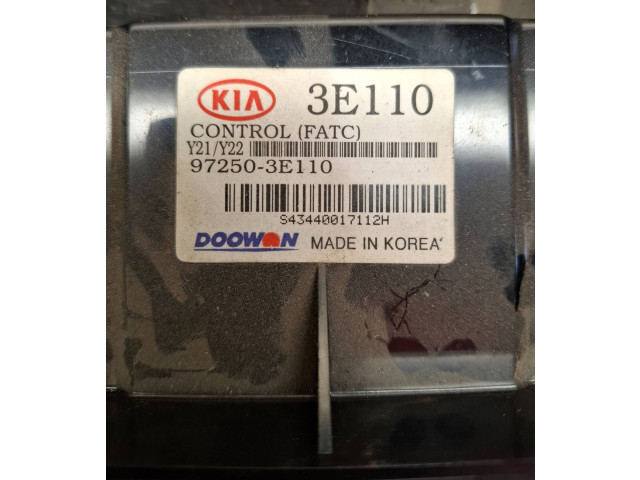 KIA 3E110
CONTROL (FATC)
Y21/Y22
97250-3E110
S43440017112H
DOOWON MADE IN KOREA